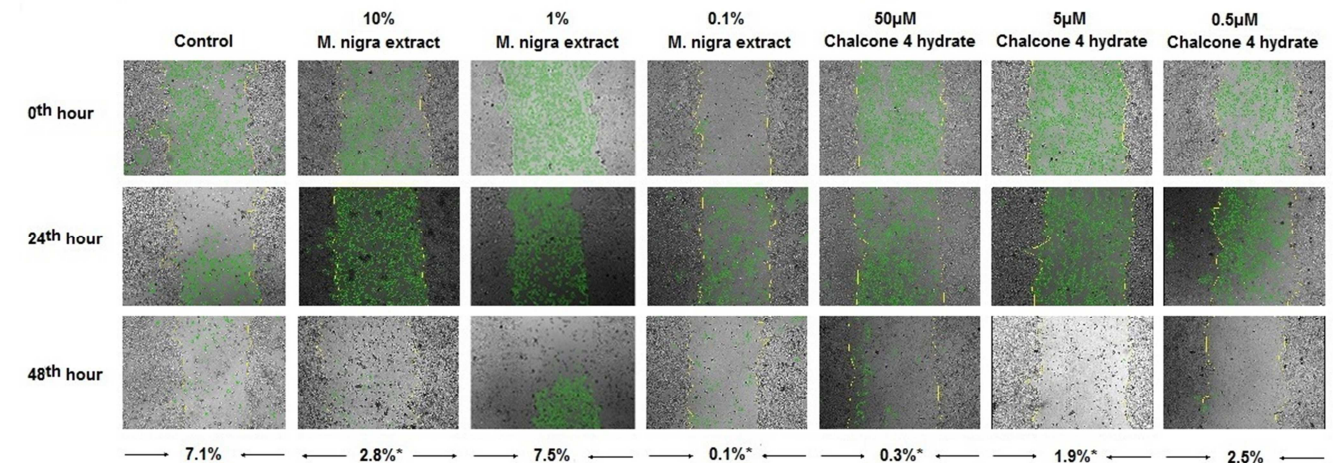 10% 1% 0.1% 50µM 5µM 0.5µM
Control M. nigra extract M. nigra extract M. nigra extract Chalcone 4 hydrate Chalcone 4 hydrate Chalcone 4 hydrate
0th hour
24th hour
48th hour
7.1% 2.8%* 7.5% 0.1%* 0.3%* 1.9%* 2.5%